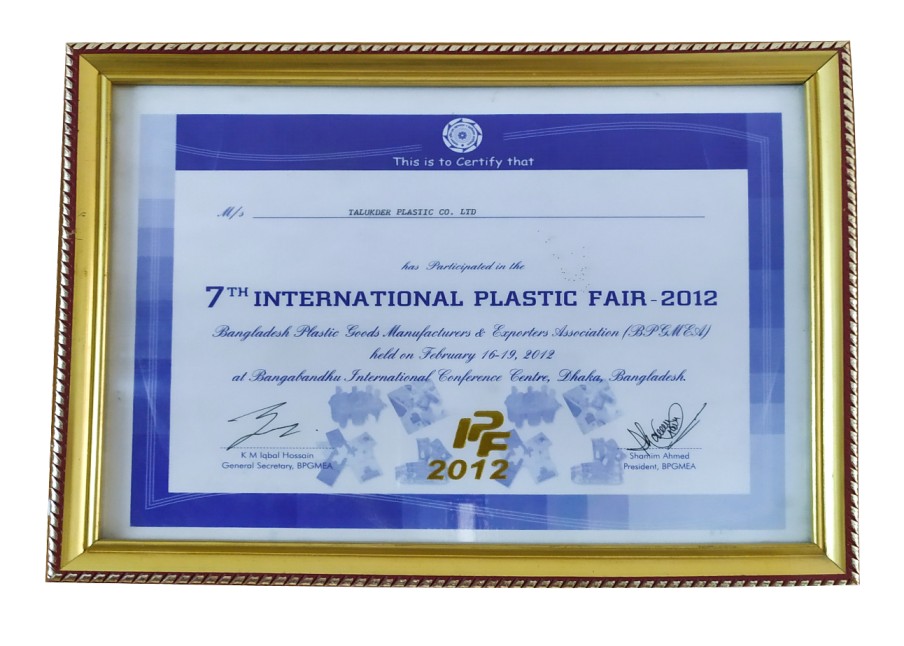 This is to Certify that
M/s TALUKDER PLASTIC CO. LTD
has Participated in the
7TH INTERNATIONAL PLASTIC FAIR - 2012
Bangladesh Plastic Goods Manufacturers & Exporters Association (BPGMEA)
held on February 16-19, 2012
at Bangabandhu International Conference Centre, Dhaka, Bangladesh.
IPF
2012
K M Iqbal Hossain
General Secretary, BPGMEA
Shamim Ahmed
President, BPGMEA